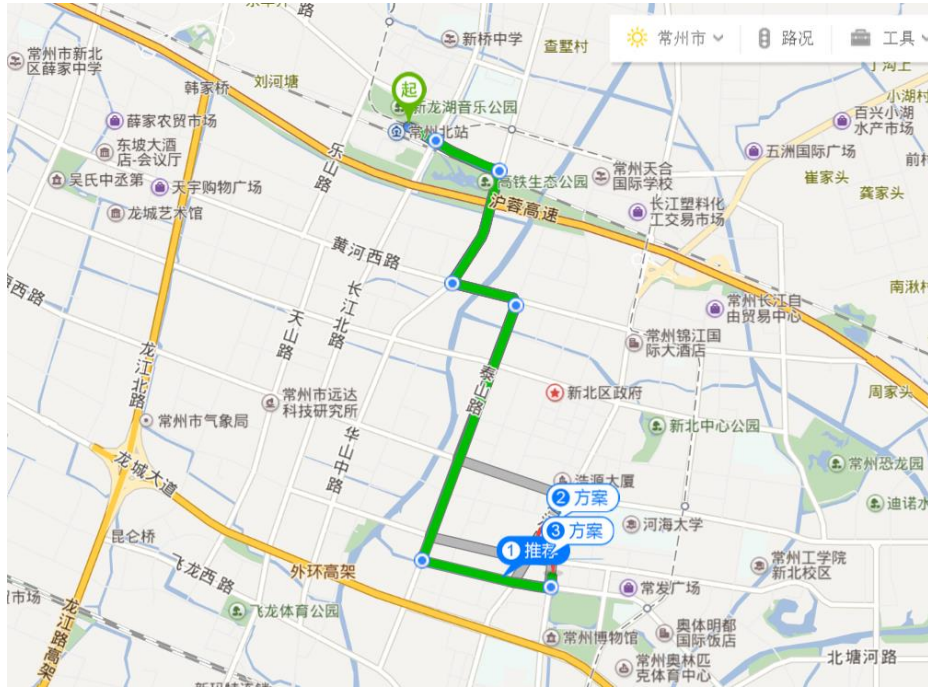 常州市
路况
工具
新桥中学
查墅村
常州市新北
区薛家中学
韩家桥
刘河塘
起
新龙湖音乐公园
小湖村
百兴小湖
水产市场
薛家农贸市场
常州北站
五洲国际广场
东坡大酒
店-会议厅
乐山路
吴氏中丞第
天宇购物广场
高铁生态公园
常州天合
国际学校
崔家头
龚家头
龙城艺术馆
沪蓉高速
长江塑料化
工交易市场
黄河西路
长江北路
天山路
常州长江自
由贸易中心
常州锦江国
际大酒店
龙江北路
泰山路
新北区政府
周家头
常州市远达
科技研究所
常州市气象局
华山中路
新北中心公园
龙城大道
常州恐龙园
浩源大厦
2 方案
3 方案
1 推荐
河海大学
昆仑桥
飞龙西路
外环高架
常州工学院
新北校区
常发广场
飞龙体育公园
龙江路高架
常州博物馆
奥体明都
国际饭店
北塘河路
常州奥林匹
克体育中心